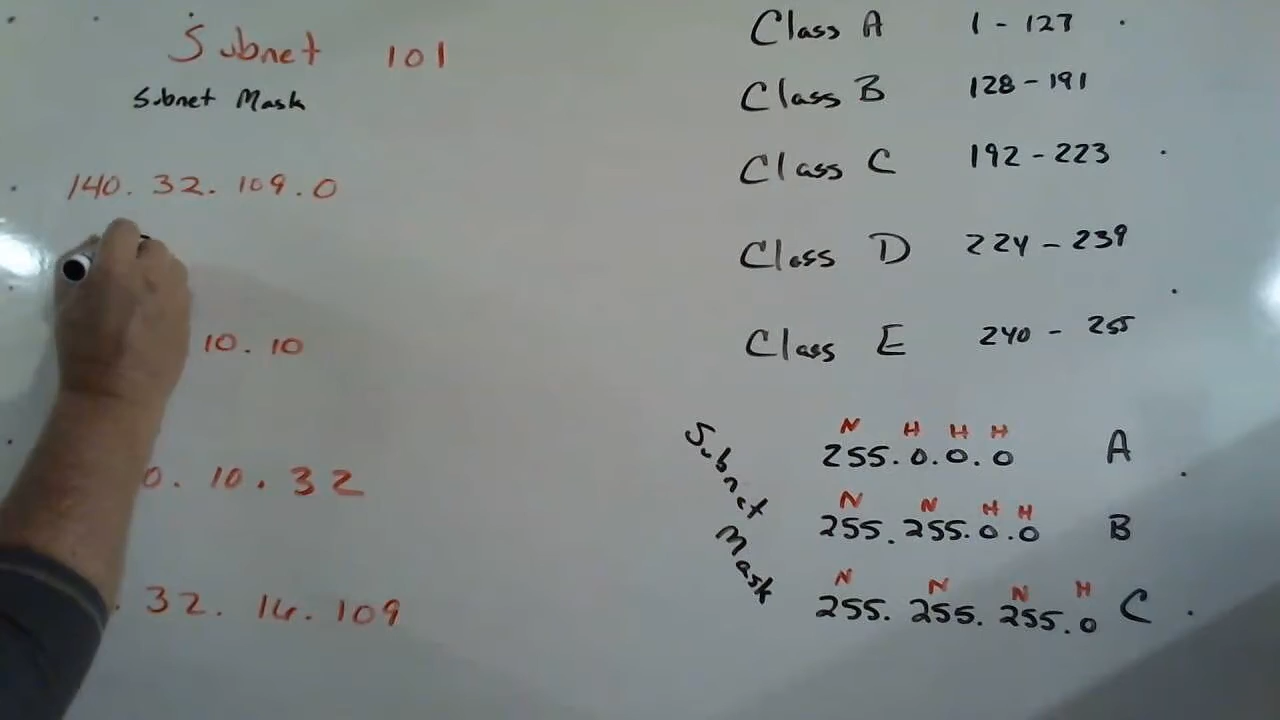 Subnet 101
Subnet Mask
140. 32. 109. 0
10. 10
0. 10. 32
. 32. 14. 109
Class A 1 - 127
Class B 128 - 191
Class C 192 - 223
Class D 224 - 239
Class E 240 - 255
Subnet Mask
N H H H
255. 0. 0. 0 A
N N H H
255. 255. 0. 0 B
N N N H
255. 255. 255. 0 C